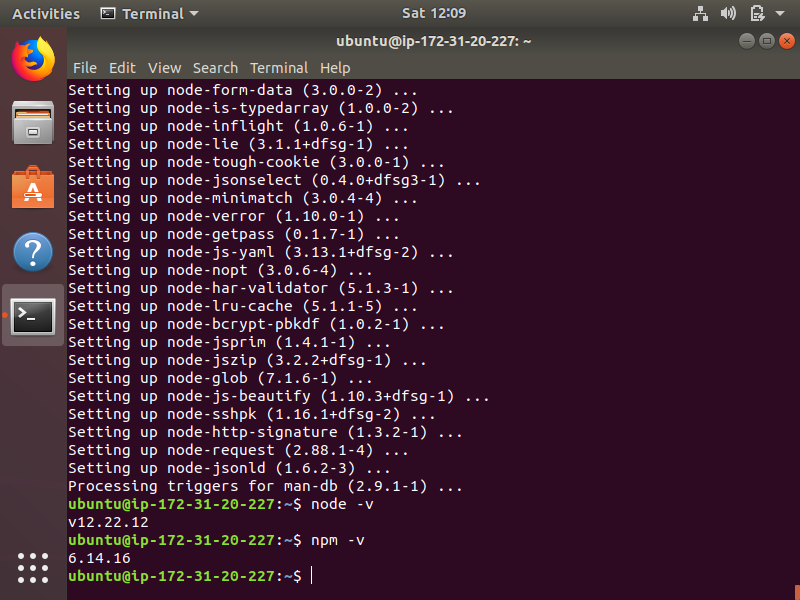 Activities Terminal Sat 12:09
ubuntu@ip-172-31-20-227: ~
File Edit View Search Terminal Help
Setting up node-form-data (3.0.0-2) ...
Setting up node-is-typedarray (1.0.0-2) ...
Setting up node-inflight (1.0.6-1) ...
Setting up node-lie (3.1.1+dfsg-1) ...
Setting up node-tough-cookie (3.0.0-1) ...
Setting up node-jsonselect (0.4.0+dfsg3-1) ...
Setting up node-minimatch (3.0.4-4) ...
Setting up node-verror (1.10.0-1) ...
Setting up node-getpass (0.1.7-1) ...
Setting up node-js-yaml (3.13.1+dfsg-2) ...
Setting up node-nopt (3.0.6-4) ...
Setting up node-har-validator (5.1.3-1) ...
Setting up node-lru-cache (5.1.1-5) ...
Setting up node-bcrypt-pbkdf (1.0.2-1) ...
Setting up node-jsprim (1.4.1-1) ...
Setting up node-jszip (3.2.2+dfsg-1) ...
Setting up node-glob (7.1.6-1) ...
Setting up node-js-beautify (1.10.3+dfsg-1) ...
Setting up node-sshpk (1.16.1+dfsg-2) ...
Setting up node-http-signature (1.3.2-1) ...
Setting up node-request (2.88.1-4) ...
Setting up node-jsonld (1.6.2-3) ...
Processing triggers for man-db (2.9.1-1) ...
ubuntu@ip-172-31-20-227:~$ node -v
v12.22.12
ubuntu@ip-172-31-20-227:~$ npm -v
6.14.16
ubuntu@ip-172-31-20-227:~$